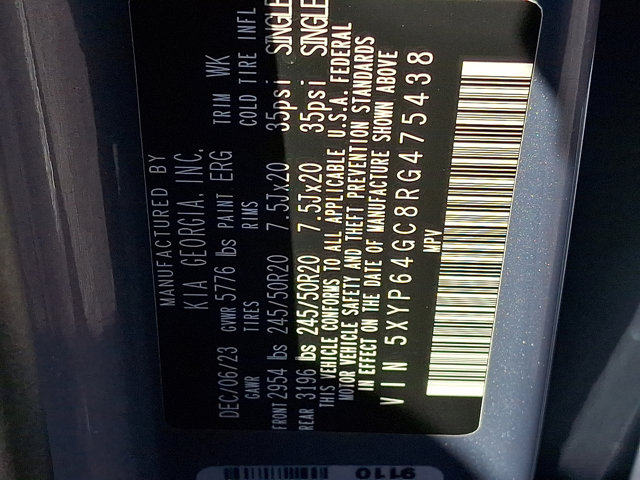 MANUFACTURED BY
KIA GEORGIA, INC.
DEC/06/23 GVWR 5776 lbs PAINT ERG TRIM WK
GAWR TIRES RIMS COLD TIRE INFL
FRONT 2954 lbs 245/50R20 7.5Jx20 35psi SINGLE
REAR 3196 lbs 245/50R20 7.5Jx20 35psi SINGLE
THIS VEHICLE CONFORMS TO ALL APPLICABLE U.S.A. FEDERAL
MOTOR VEHICLE SAFETY AND THEFT PREVENTION STANDARDS
IN EFFECT ON THE DATE OF MANUFACTURE SHOWN ABOVE
VIN 5XYP64GC8RG475438
MPV
9110